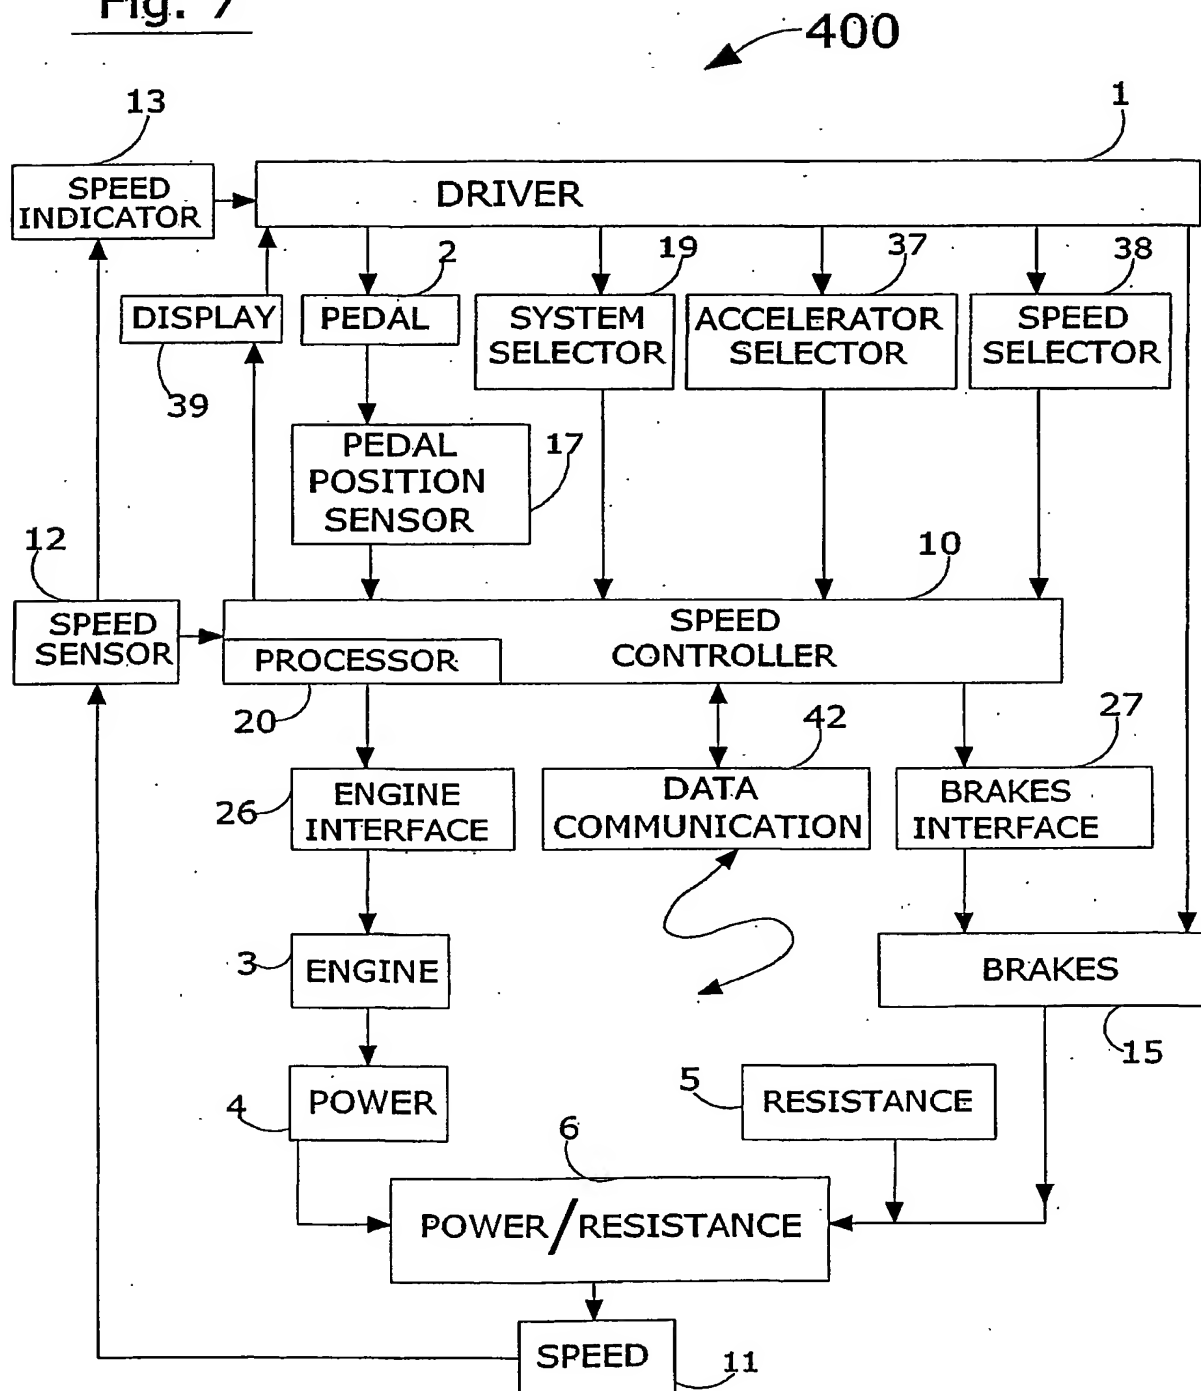 Fig. 7
400
13
1
SPEED
INDICATOR
DRIVER
2
19
37
38
DISPLAY
PEDAL
SYSTEM
SELECTOR
ACCELERATOR
SELECTOR
SPEED
SELECTOR
39
PEDAL
POSITION
SENSOR
17
12
10
SPEED
SENSOR
SPEED
CONTROLLER
PROCESSOR
20
42
27
26
ENGINE
INTERFACE
DATA
COMMUNICATION
BRAKES
INTERFACE
3
ENGINE
BRAKES
15
4
POWER
5
RESISTANCE
6
POWER/RESISTANCE
SPEED
11